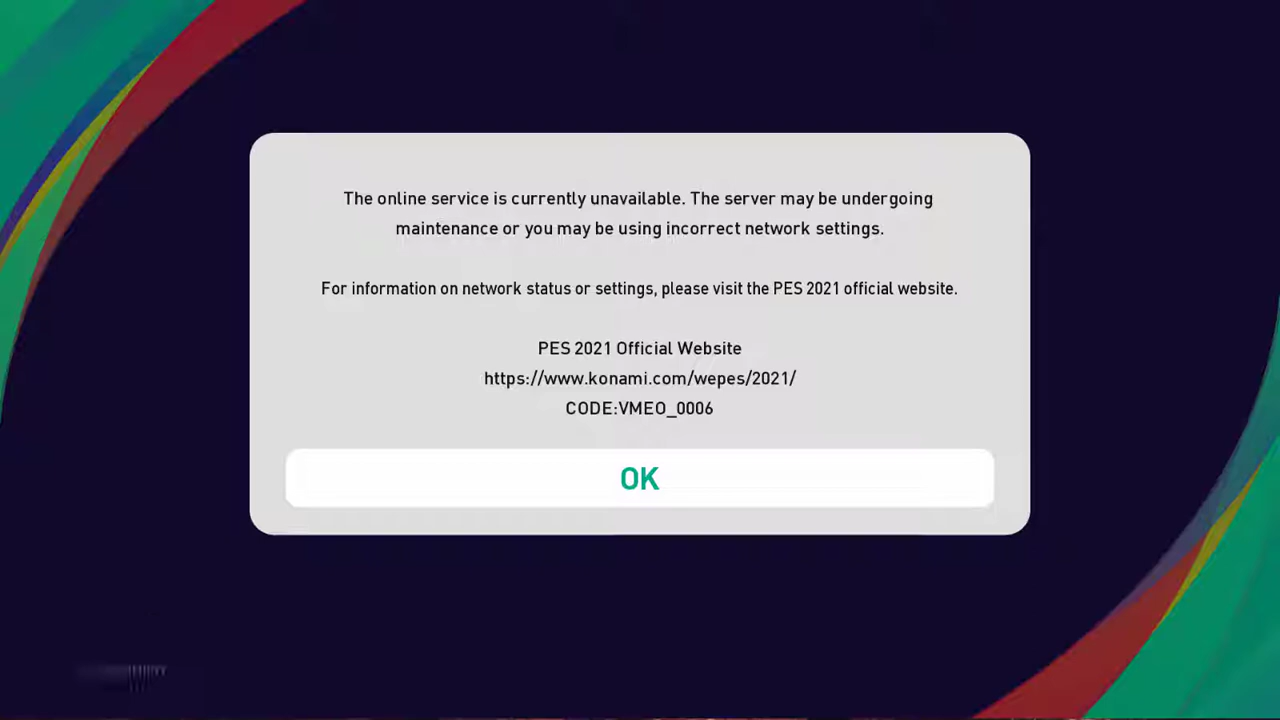 The online service is currently unavailable. The server may be undergoing
maintenance or you may be using incorrect network settings.
For information on network status or settings, please visit the PES 2021 official website.
PES 2021 Official Website
https://www.konami.com/wepes/2021/
CODE:VMEO_0006
OK